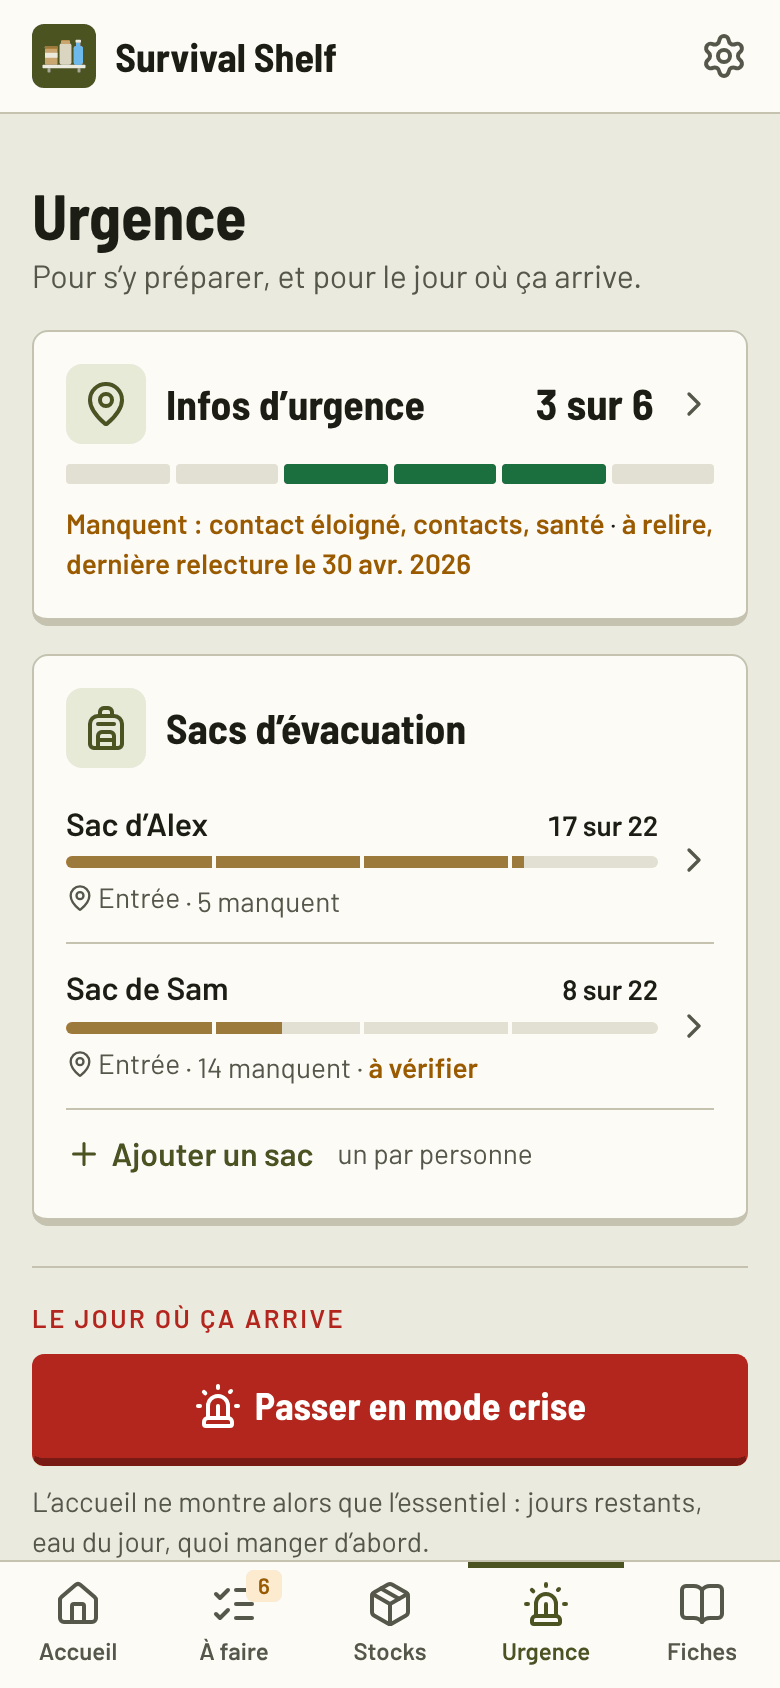 Survival Shelf
Urgence
Pour s’y préparer, et pour le jour où ça arrive.
Infos d’urgence 3 sur 6
Manquent : contact éloigné, contacts, santé · à relire,
dernière relecture le 30 avr. 2026
Sacs d’évacuation
Sac d’Alex 17 sur 22
Entrée · 5 manquent
Sac de Sam 8 sur 22
Entrée · 14 manquent · à vérifier
Ajouter un sac un par personne
LE JOUR OÙ ÇA ARRIVE
Passer en mode crise
L’accueil ne montre alors que l’essentiel : jours restants,
eau du jour, quoi manger d’abord.
6
Accueil À faire Stocks Urgence Fiches